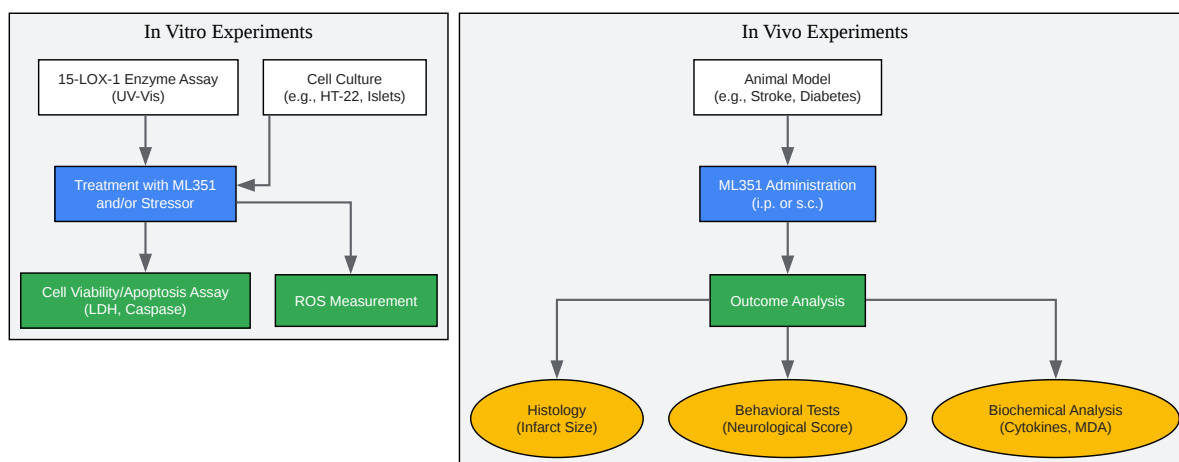 In Vitro Experiments
15-LOX-1 Enzyme Assay
(UV-Vis)
Cell Culture
(e.g., HT-22, Islets)
Treatment with ML351
and/or Stressor
Cell Viability/Apoptosis Assay
(LDH, Caspase)
ROS Measurement
In Vivo Experiments
Animal Model
(e.g., Stroke, Diabetes)
ML351 Administration
(i.p. or s.c.)
Outcome Analysis
Histology
(Infarct Size)
Behavioral Tests
(Neurological Score)
Biochemical Analysis
(Cytokines, MDA)